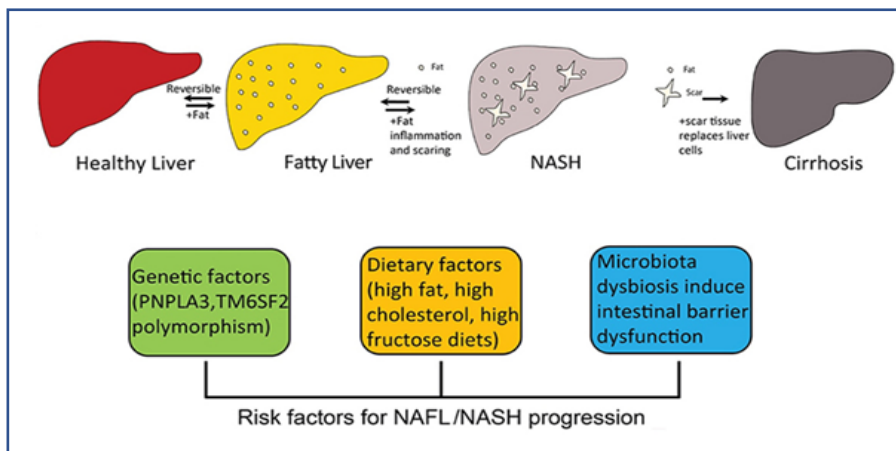 Reversible
+Fat
Fat
Reversible
+Fat
inflammation
and scaring
Fat
Scar
+scar tissue
replaces liver
cells
Healthy Liver
Fatty Liver
NASH
Cirrhosis
Genetic factors
(PNPLA3,TM6SF2
polymorphism)
Dietary factors
(high fat, high
cholesterol, high
fructose diets)
Microbiota
dysbiosis induce
intestinal barrier
dysfunction
Risk factors for NAFL/NASH progression